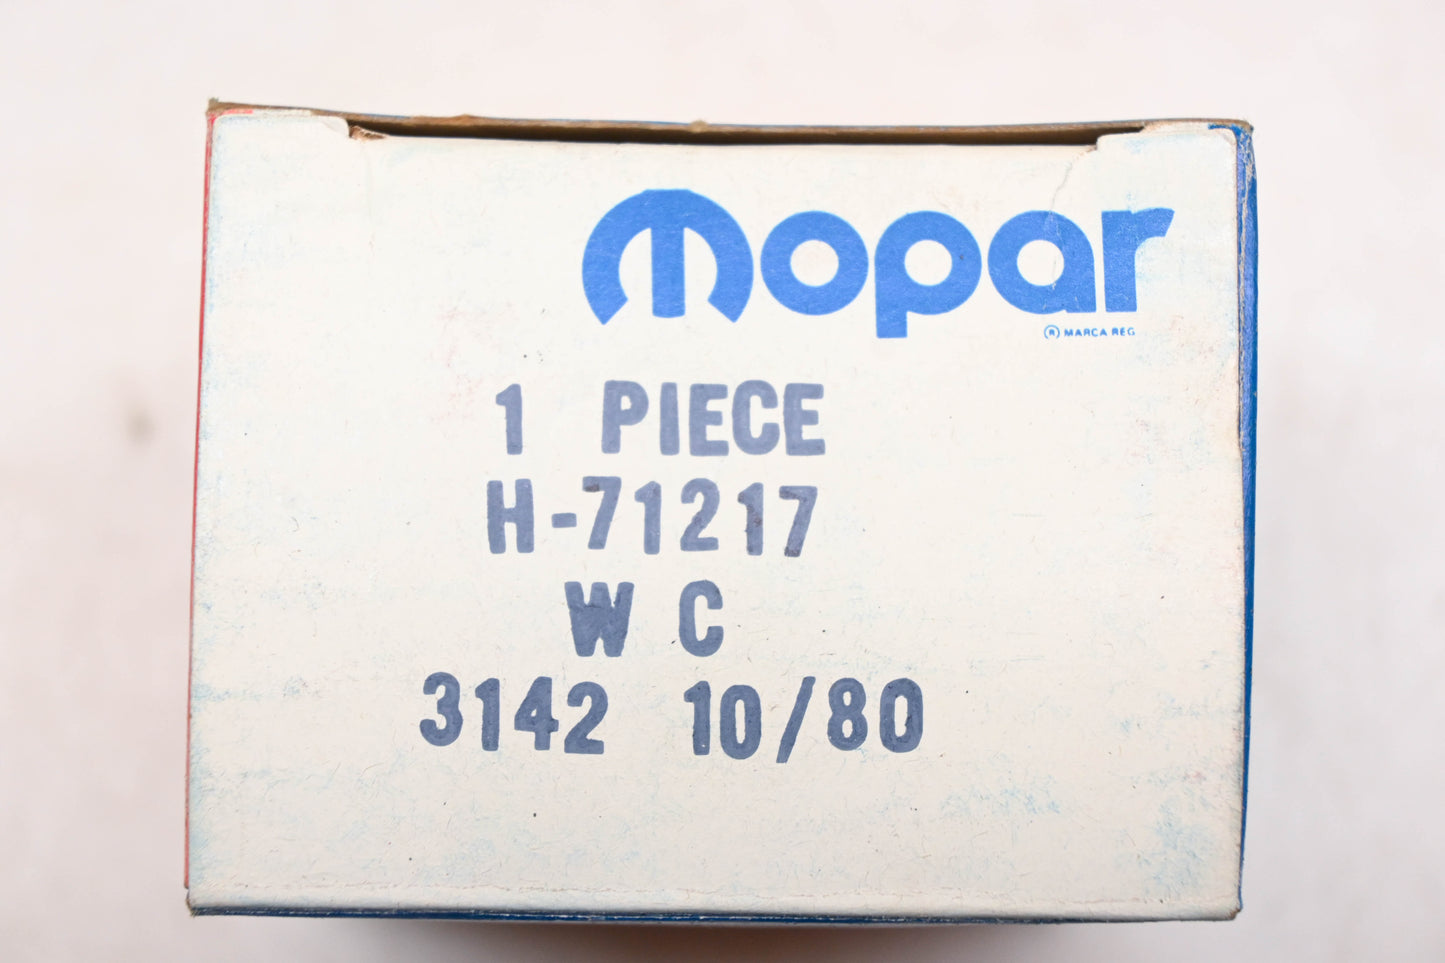 mopar
® MARCA REG
1 PIECE
H-71217
W C
3142 10/80